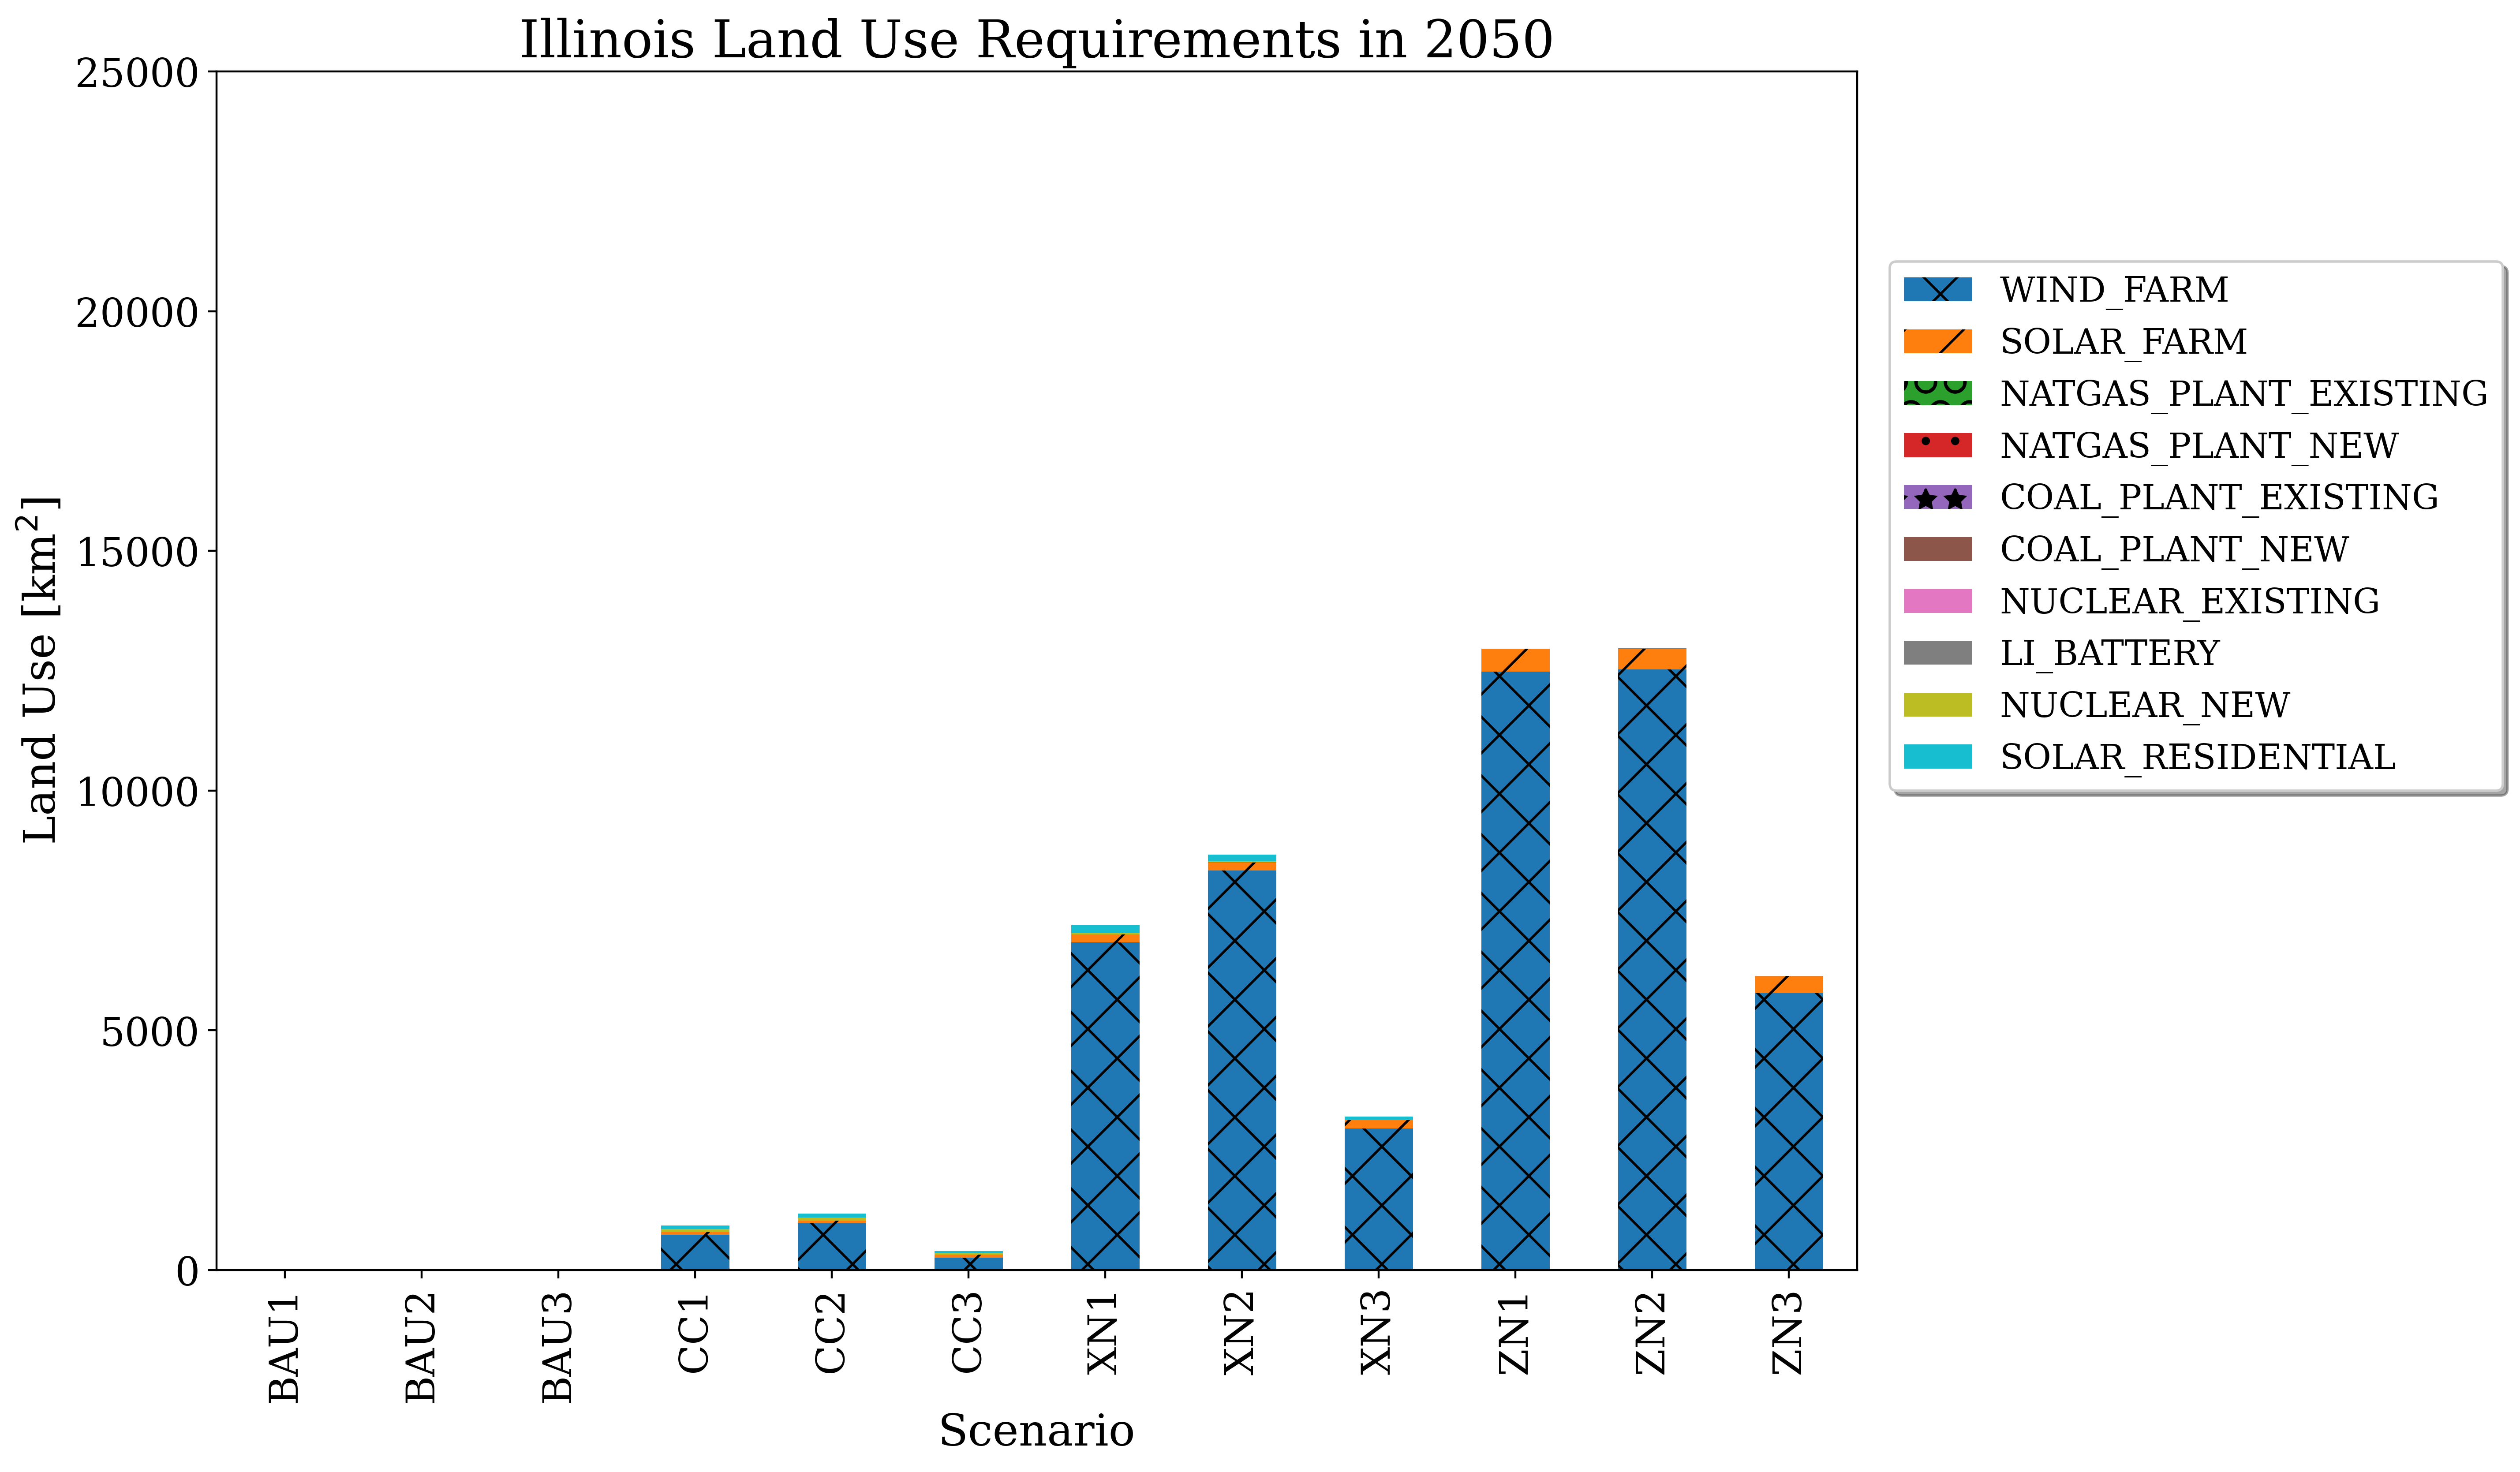 Illinois Land Use Requirements in 2050
25000
20000
15000
10000
5000
0
Land Use [km²]
BAU1
BAU2
BAU3
CC1
CC2
CC3
XN1
XN2
XN3
ZN1
ZN2
ZN3
Scenario
WIND_FARM
SOLAR_FARM
NATGAS_PLANT_EXISTING
NATGAS_PLANT_NEW
COAL_PLANT_EXISTING
COAL_PLANT_NEW
NUCLEAR_EXISTING
LI_BATTERY
NUCLEAR_NEW
SOLAR_RESIDENTIAL